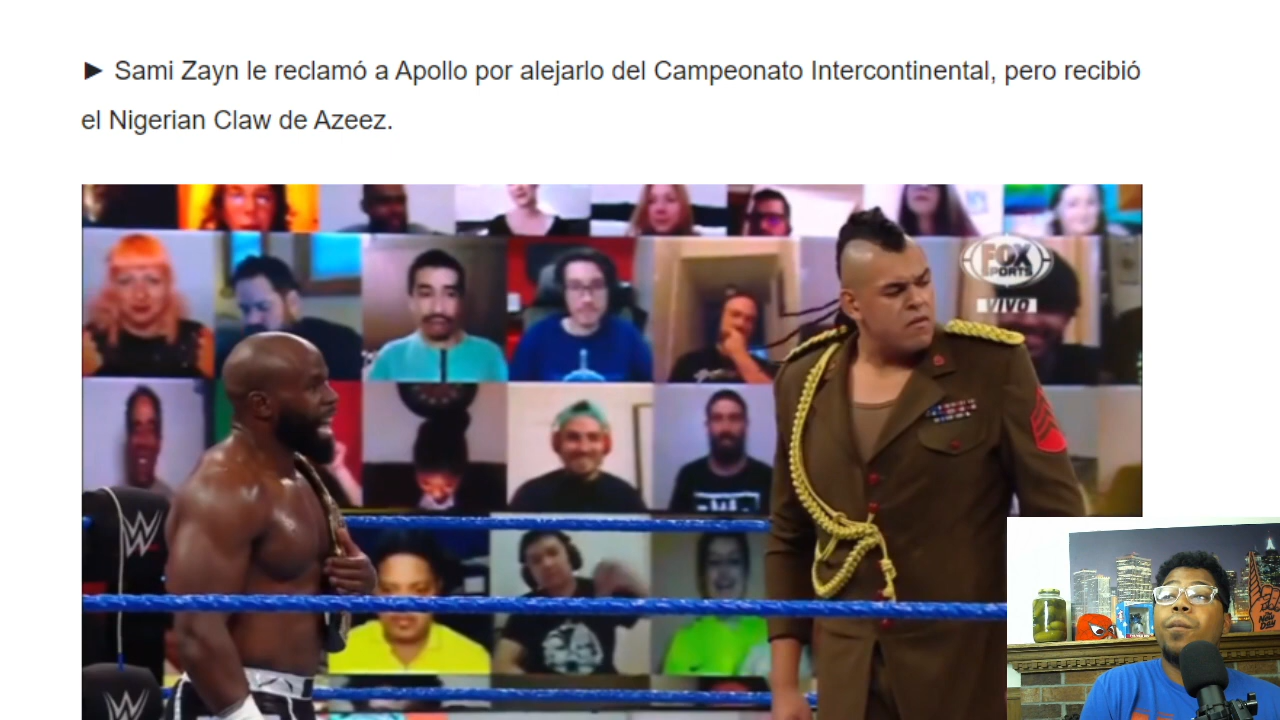 ► Sami Zayn le reclamó a Apollo por alejarlo del Campeonato Intercontinental, pero recibió
el Nigerian Claw de Azeez.
FOX
SPORTS
VIVO
W
W